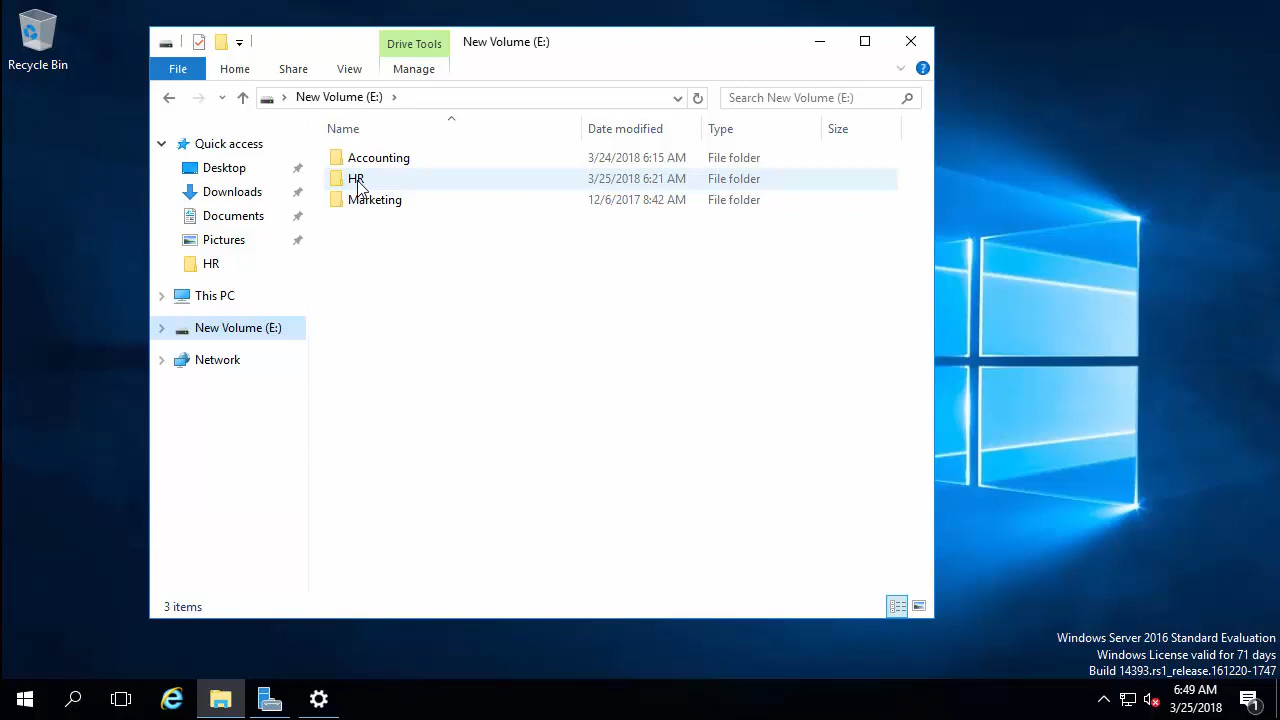 Recycle Bin
Drive Tools
New Volume (E:)
File
Home
Share
View
Manage
New Volume (E:)
Search New Volume (E:)
Name
Date modified
Type
Size
Quick access
Desktop
Downloads
Documents
Pictures
HR
This PC
New Volume (E:)
Network
Accounting 3/24/2018 6:15 AM File folder
HR 3/25/2018 6:21 AM File folder
Marketing 12/6/2017 8:42 AM File folder
3 items
Windows Server 2016 Standard Evaluation
Windows License valid for 71 days
Build 14393.rs1_release.161220-1747
6:49 AM
3/25/2018
1